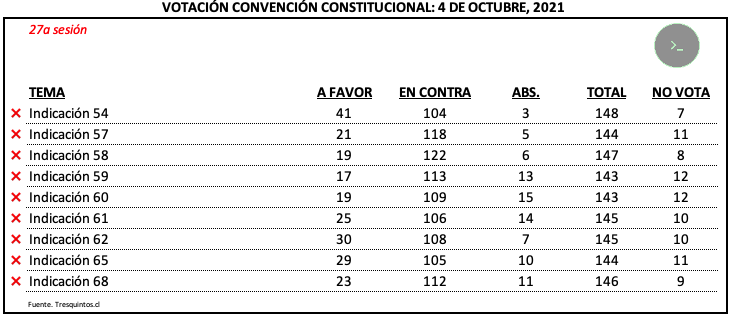 VOTACIÓN CONVENCIÓN CONSTITUCIONAL: 4 DE OCTUBRE, 2021
27a sesión
>_
TEMA A FAVOR EN CONTRA ABS. TOTAL NO VOTA
❌ Indicación 54 41 104 3 148 7
❌ Indicación 57 21 118 5 144 11
❌ Indicación 58 19 122 6 147 8
❌ Indicación 59 17 113 13 143 12
❌ Indicación 60 19 109 15 143 12
❌ Indicación 61 25 106 14 145 10
❌ Indicación 62 30 108 7 145 10
❌ Indicación 65 29 105 10 144 11
❌ Indicación 68 23 112 11 146 9
Fuente. Tresquintos.cl